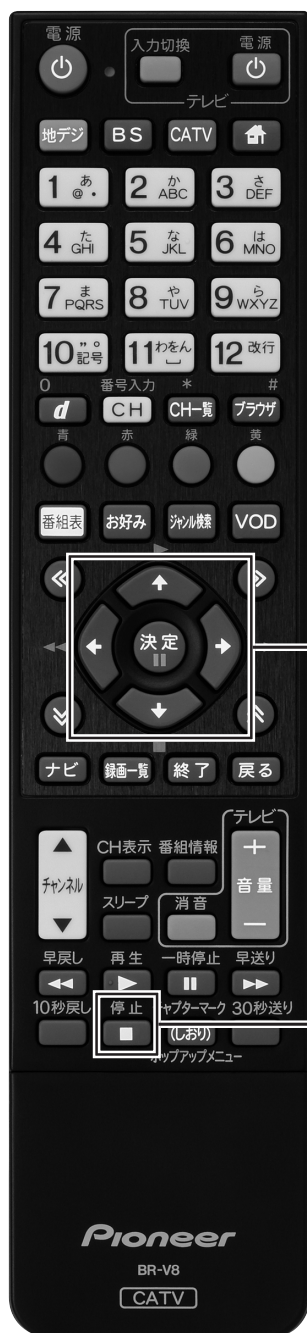 電源 入力切換 電源
テレビ
地デジ BS CATV
1 あ @ . 2 か ABC 3 さ DEF
4 た GHI 5 な JKL 6 は MNO
7 ま PQRS 8 や TUV 9 ら WXYZ
10 ゛゜ 記号 11 わをん 12 改行
0 番号入力 * #
d CH CH一覧 ブラウザ
青 赤 緑 黄
番組表 お好み ジャンル検索 VOD
決定
ナビ 録画一覧 終了 戻る
テレビ
CH表示 番組情報
チャンネル + 音量 -
スリープ 消音
早戻し 再生 一時停止 早送り
10秒戻し 停止 チャプターマーク 30秒送り
(しおり)
ポップアップメニュー
Pioneer
BR-V8
CATV